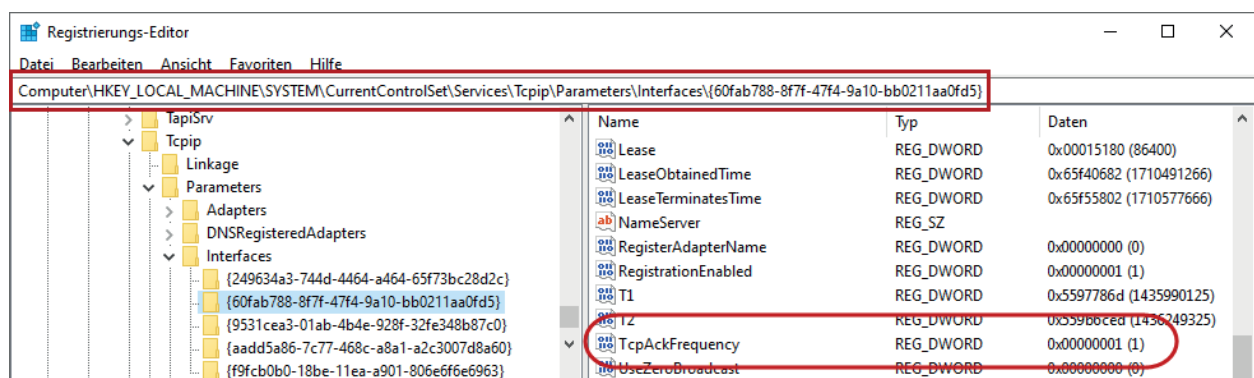 Registrierungs-Editor
Datei Bearbeiten Ansicht Favoriten Hilfe
Computer\HKEY_LOCAL_MACHINE\SYSTEM\CurrentControlSet\Services\Tcpip\Parameters\Interfaces\{60fab788-8f7f-47f4-9a10-bb0211aa0fd5}
TapiSrv
Tcpip
Linkage
Parameters
Adapters
DNSRegisteredAdapters
Interfaces
{249634a3-744d-4464-a464-65f73bc28d2c}
{60fab788-8f7f-47f4-9a10-bb0211aa0fd5}
{9531cea3-01ab-4b4e-928f-32fe348b87c0}
{aadd5a86-7c77-468c-a8a1-a2c3007d8a60}
{f9fcb0b0-18be-11ea-a901-806e6f6e6963}
Name Typ Daten
Lease REG_DWORD 0x00015180 (86400)
LeaseObtainedTime REG_DWORD 0x65f40682 (1710491266)
LeaseTerminatesTime REG_DWORD 0x65f55802 (1710577666)
NameServer REG_SZ
RegisterAdapterName REG_DWORD 0x00000000 (0)
RegistrationEnabled REG_DWORD 0x00000001 (1)
T1 REG_DWORD 0x5597786d (1435990125)
T2 REG_DWORD 0x559b6ced (1436249325)
TcpAckFrequency REG_DWORD 0x00000001 (1)
UseZeroBroadcast REG_DWORD 0x00000000 (0)